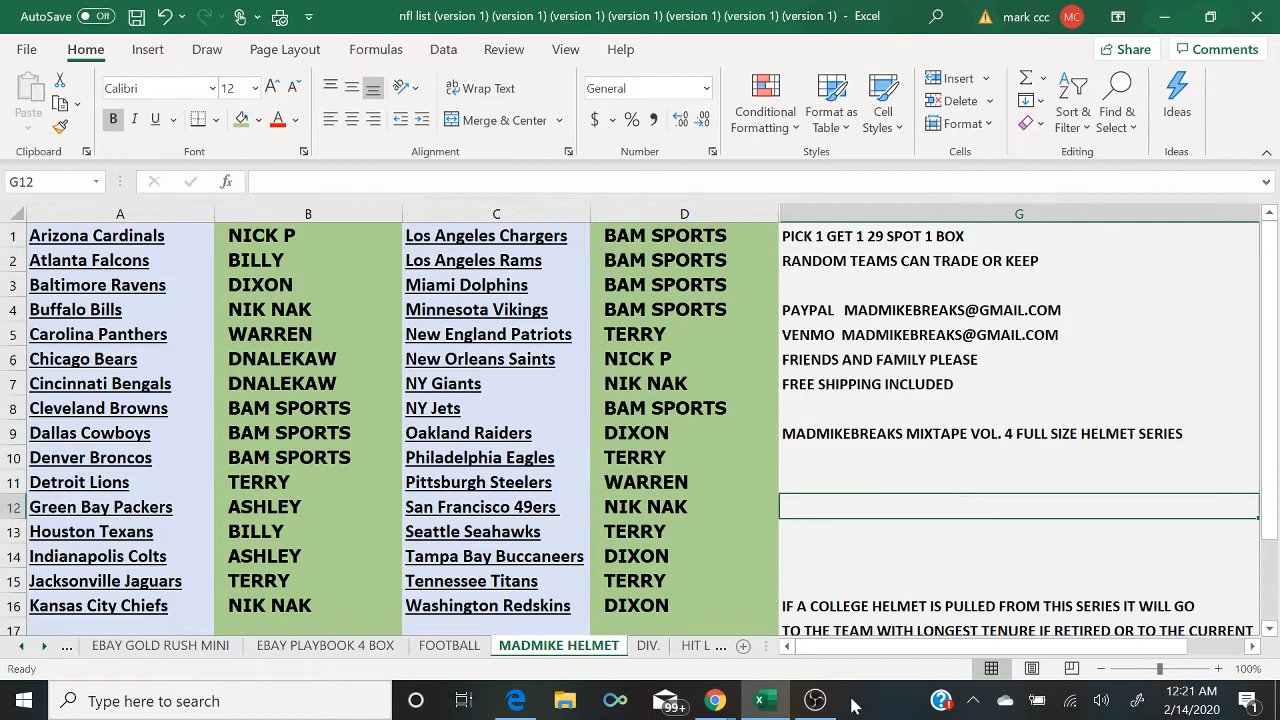 AutoSave Off nfl list (version 1) (version 1) (version 1) (version 1) (version 1) (version 1) (version 1) - Excel mark ccc MC
File Home Insert Draw Page Layout Formulas Data Review View Help Share Comments
Calibri 12 Wrap Text General Insert
Paste B I U Merge & Center $ % Conditional Formatting Format as Table Cell Styles Delete Format Sort & Filter Find & Select Ideas
Clipboard Font Alignment Number Styles Cells Editing Ideas
G12 fx
A B C D G
1 Arizona Cardinals NICK P Los Angeles Chargers BAM SPORTS PICK 1 GET 1 29 SPOT 1 BOX
2 Atlanta Falcons BILLY Los Angeles Rams BAM SPORTS RANDOM TEAMS CAN TRADE OR KEEP
3 Baltimore Ravens DIXON Miami Dolphins BAM SPORTS
4 Buffalo Bills NIK NAK Minnesota Vikings BAM SPORTS PAYPAL MADMIKEBREAKS@GMAIL.COM
5 Carolina Panthers WARREN New England Patriots TERRY VENMO MADMIKEBREAKS@GMAIL.COM
6 Chicago Bears DNALEKAW New Orleans Saints NICK P FRIENDS AND FAMILY PLEASE
7 Cincinnati Bengals DNALEKAW NY Giants NIK NAK FREE SHIPPING INCLUDED
8 Cleveland Browns BAM SPORTS NY Jets BAM SPORTS
9 Dallas Cowboys BAM SPORTS Oakland Raiders DIXON MADMIKEBREAKS MIXTAPE VOL. 4 FULL SIZE HELMET SERIES
10 Denver Broncos BAM SPORTS Philadelphia Eagles TERRY
11 Detroit Lions TERRY Pittsburgh Steelers WARREN
12 Green Bay Packers ASHLEY San Francisco 49ers NIK NAK
13 Houston Texans BILLY Seattle Seahawks TERRY
14 Indianapolis Colts ASHLEY Tampa Bay Buccaneers DIXON
15 Jacksonville Jaguars TERRY Tennessee Titans TERRY
16 Kansas City Chiefs NIK NAK Washington Redskins DIXON IF A COLLEGE HELMET IS PULLED FROM THIS SERIES IT WILL GO
17 TO THE TEAM WITH LONGEST TENURE IF RETIRED OR TO THE CURRENT
... EBAY GOLD RUSH MINI EBAY PLAYBOOK 4 BOX FOOTBALL MADMIKE HELMET DIV. HIT L ...
Ready 100%
Type here to search 99+ 12:21 AM
2/14/2020 1